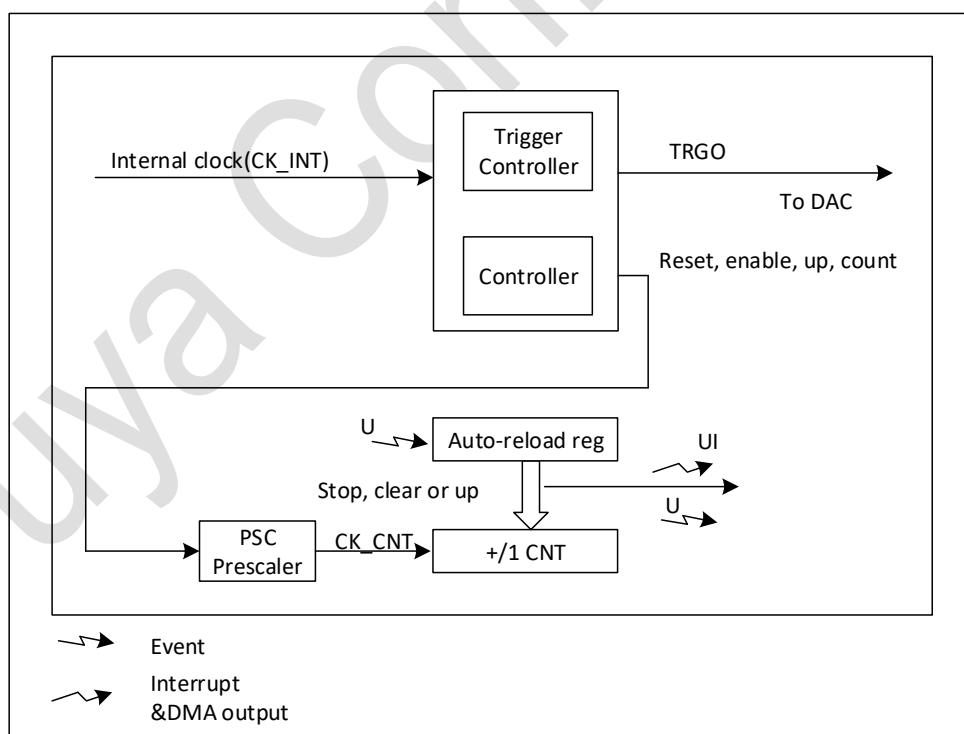 Trigger
Controller
Internal clock(CK_INT)
TRGO
To DAC
Controller
Reset, enable, up, count
U
Auto-reload reg
UI
Stop, clear or up
U
PSC
Prescaler
CK_CNT
+/1 CNT
Event
Interrupt
&DMA output